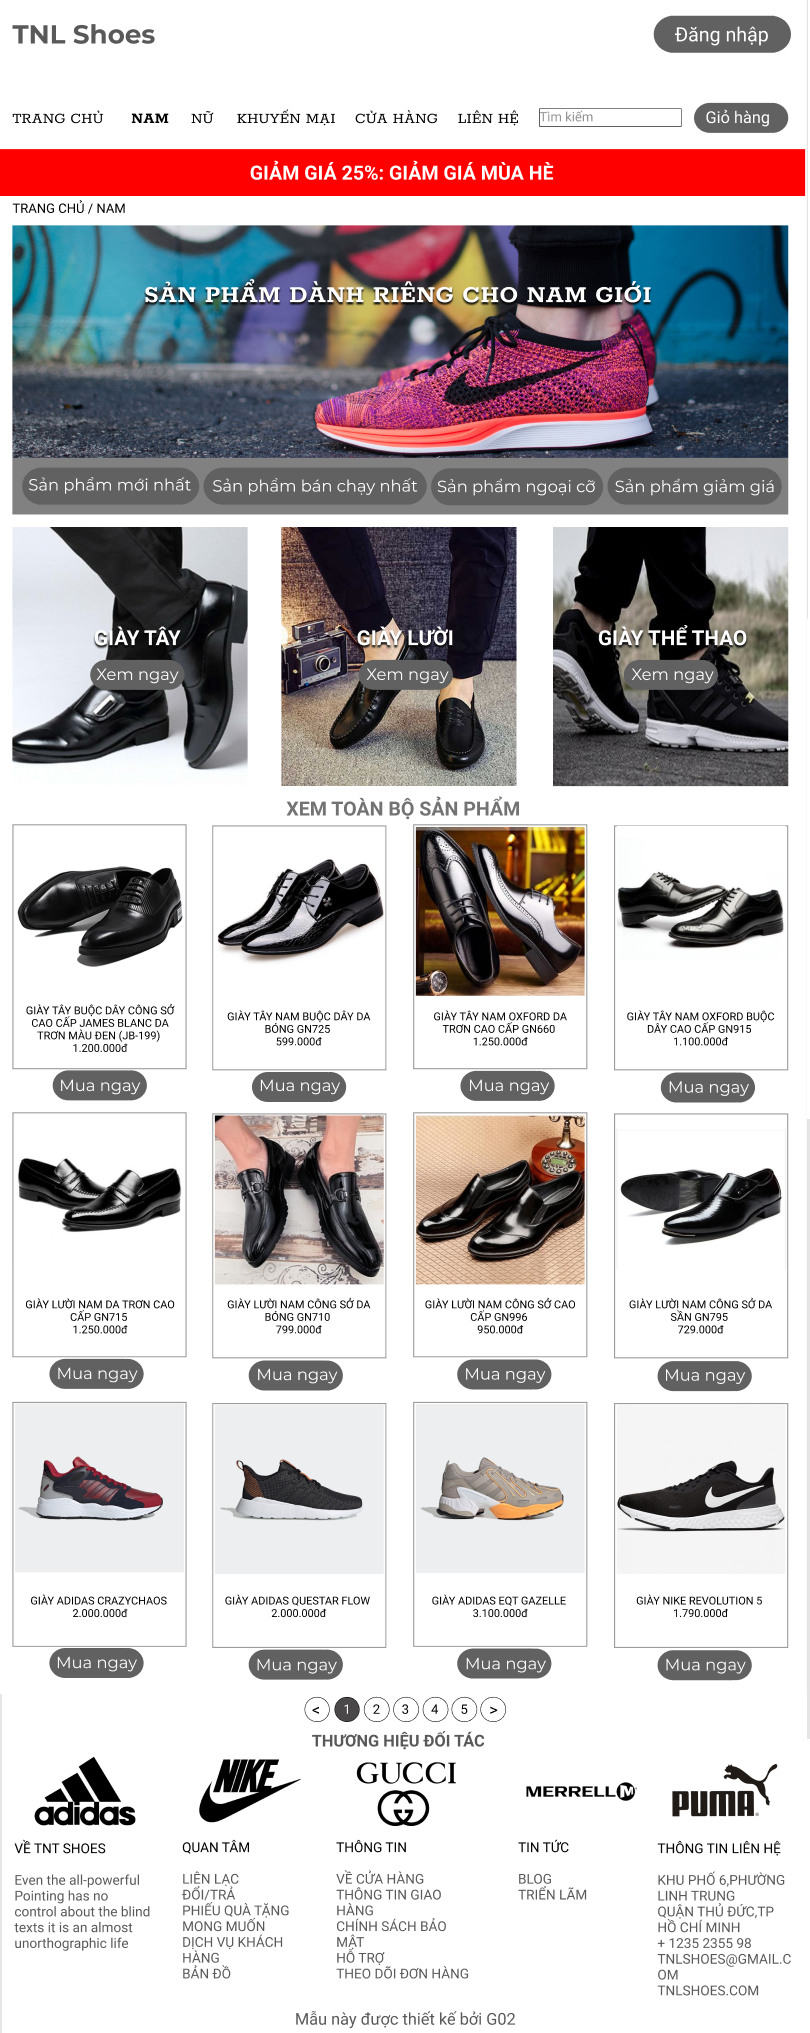 TNL Shoes
Đăng nhập
TRANG CHỦ NAM NỮ KHUYẾN MẠI CỬA HÀNG LIÊN HỆ Tìm kiếm Giỏ hàng
GIẢM GIÁ 25%: GIẢM GIÁ MÙA HÈ
TRANG CHỦ / NAM
SẢN PHẨM DÀNH RIÊNG CHO NAM GIỚI
Sản phẩm mới nhất Sản phẩm bán chạy nhất Sản phẩm ngoại cỡ Sản phẩm giảm giá
GIÀY TÂY GIÀY LƯỜI GIÀY THỂ THAO
Xem ngay Xem ngay Xem ngay
XEM TOÀN BỘ SẢN PHẨM
GIÀY TÂY BUỘC DÂY CÔNG SỞ
CAO CẤP JAMES BLANC DA
TRƠN MÀU ĐEN (JB-199)
1.200.000đ
GIÀY TÂY NAM BUỘC DÂY DA
BÓNG GN725
599.000đ
GIÀY TÂY NAM OXFORD DA
TRƠN CAO CẤP GN660
1.250.000đ
GIÀY TÂY NAM OXFORD BUỘC
DÂY CAO CẤP GN915
1.100.000đ
Mua ngay Mua ngay Mua ngay Mua ngay
GIÀY LƯỜI NAM DA TRƠN CAO
CẤP GN715
1.250.000đ
GIÀY LƯỜI NAM CÔNG SỞ DA
BÓNG GN710
799.000đ
GIÀY LƯỜI NAM CÔNG SỞ CAO
CẤP GN996
950.000đ
GIÀY LƯỜI NAM CÔNG SỞ DA
SẦN GN795
729.000đ
Mua ngay Mua ngay Mua ngay Mua ngay
GIÀY ADIDAS CRAZYCHAOS
2.000.000đ
GIÀY ADIDAS QUESTAR FLOW
2.000.000đ
GIÀY ADIDAS EQT GAZELLE
3.100.000đ
GIÀY NIKE REVOLUTION 5
1.790.000đ
Mua ngay Mua ngay Mua ngay Mua ngay
< 1 2 3 4 5 >
THƯƠNG HIỆU ĐỐI TÁC
adidas NIKE GUCCI MERRELL M PUMA
VỀ TNT SHOES
Even the all-powerful
Pointing has no
control about the blind
texts it is an almost
unorthographic life
QUAN TÂM
LIÊN LẠC
ĐỔI/TRẢ
PHIẾU QUÀ TẶNG
MONG MUỐN
DỊCH VỤ KHÁCH
HÀNG
BẢN ĐỒ
THÔNG TIN
VỀ CỬA HÀNG
THÔNG TIN GIAO
HÀNG
CHÍNH SÁCH BẢO
MẬT
HỖ TRỢ
THEO DÕI ĐƠN HÀNG
TIN TỨC
BLOG
TRIỂN LÃM
THÔNG TIN LIÊN HỆ
KHU PHỐ 6,PHƯỜNG
LINH TRUNG
QUẬN THỦ ĐỨC,TP
HỒ CHÍ MINH
+ 1235 2355 98
TNLSHOES@GMAIL.C
OM
TNLSHOES.COM
Mẫu này được thiết kế bởi G02